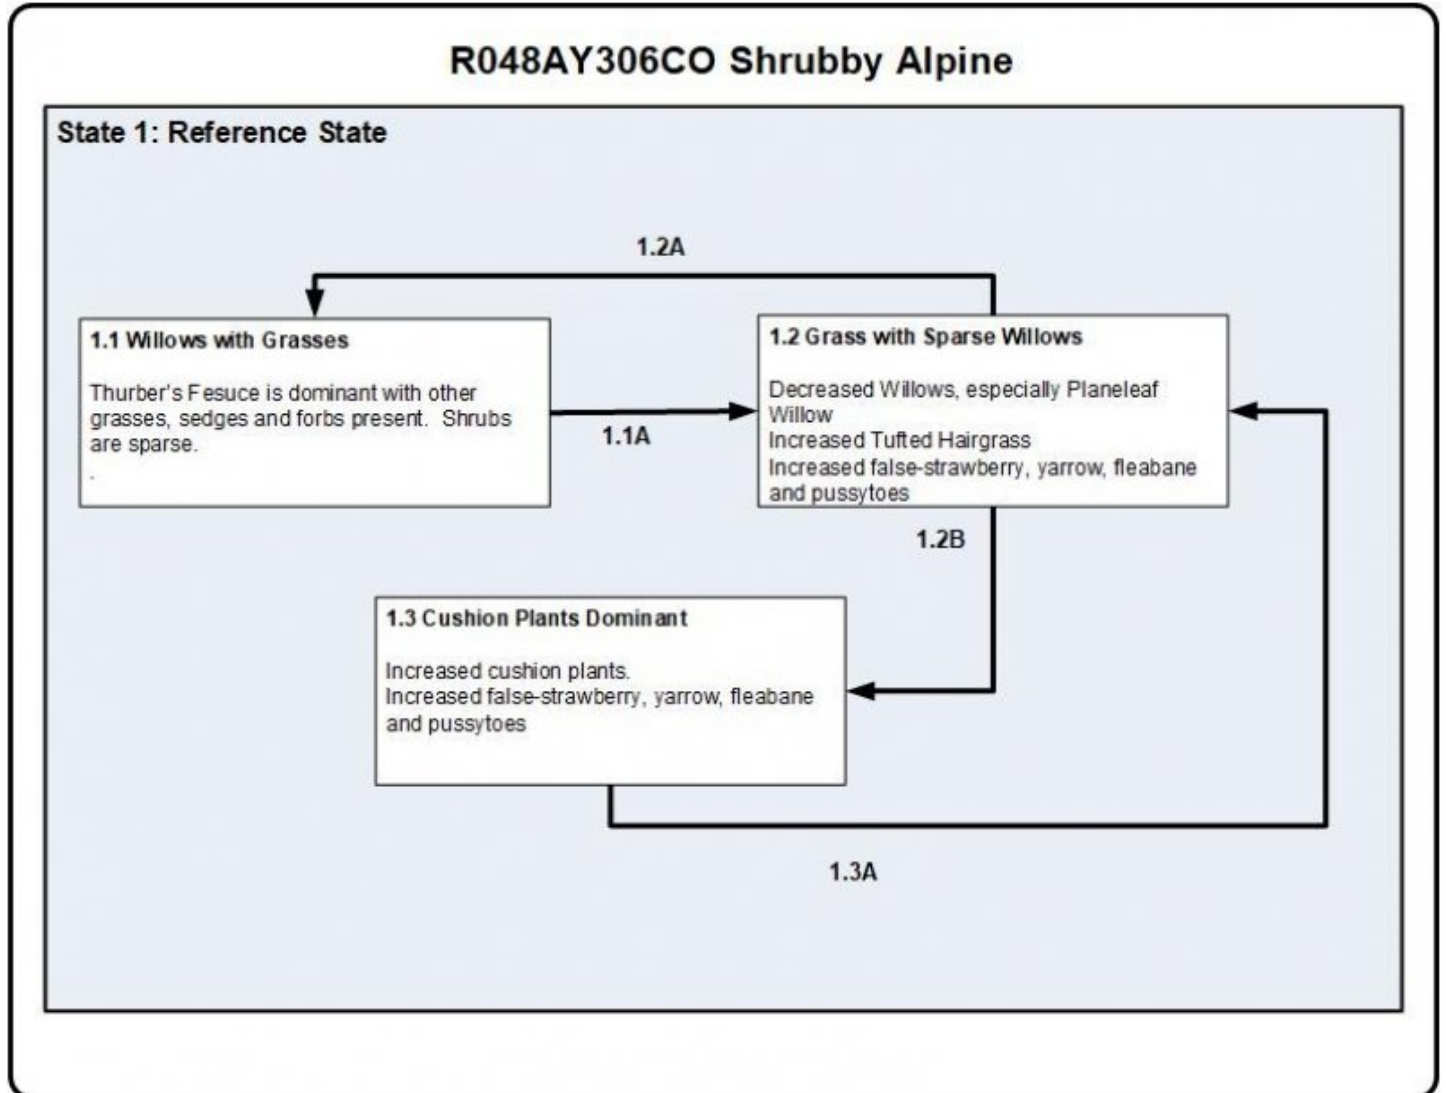 R048AY306CO Shrubby Alpine
State 1: Reference State
1.2A
1.1 Willows with Grasses
Thurber's Fesuce is dominant with other
grasses, sedges and forbs present. Shrubs
are sparse.
.
1.1A
1.2 Grass with Sparse Willows
Decreased Willows, especially Planeleaf
Willow
Increased Tufted Hairgrass
Increased false-strawberry, yarrow, fleabane
and pussytoes
1.2B
1.3 Cushion Plants Dominant
Increased cushion plants.
Increased false-strawberry, yarrow, fleabane
and pussytoes
1.3A